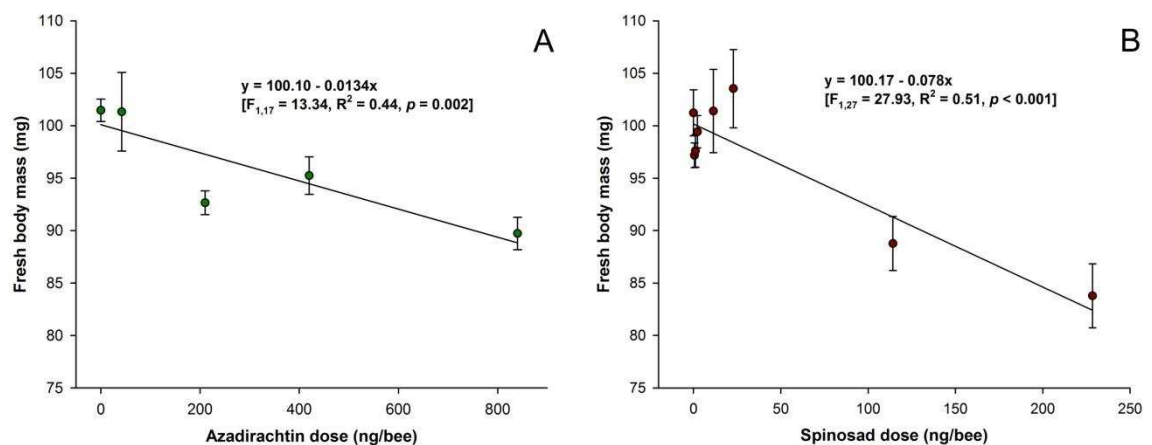 A
y = 100.10 - 0.0134x
[F1,17 = 13.34, R2 = 0.44, p = 0.002]
Fresh body mass (mg)
110
105
100
95
90
85
80
75
0
200
400
600
800
Azadirachtin dose (ng/bee)
B
y = 100.17 - 0.078x
[F1,27 = 27.93, R2 = 0.51, p < 0.001]
Fresh body mass (mg)
110
105
100
95
90
85
80
75
0
50
100
150
200
250
Spinosad dose (ng/bee)